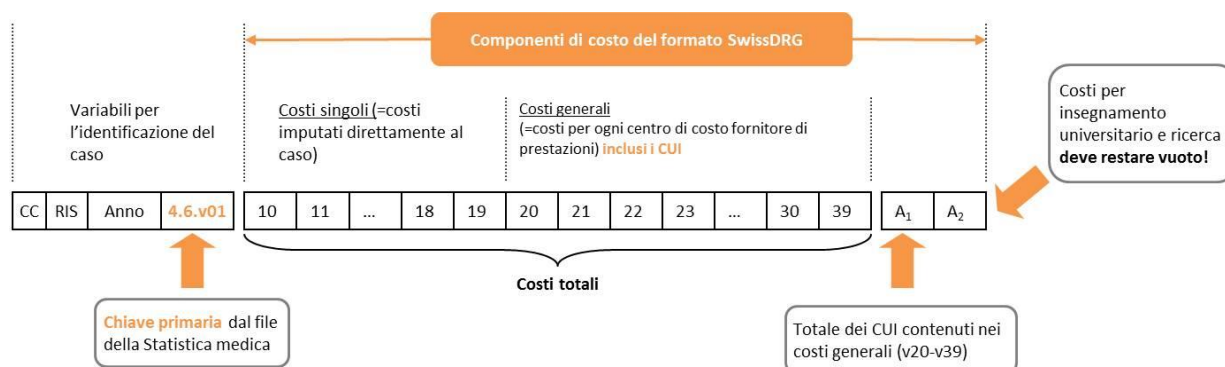 Componenti di costo del formato SwissDRG
Variabili per
l'identificazione del
caso
Costi singoli (=costi
imputati direttamente al
caso)
Costi generali
(=costi per ogni centro di costo fornitore di
prestazioni) inclusi i CUI
Costi per
insegnamento
universitario e ricerca
deve restare vuoto!
CC RIS Anno 4.6.v01 10 11 ... 18 19 20 21 22 23 ... 30 39 A1 A2
Costi totali
Chiave primaria dal file
della Statistica medica
Totale dei CUI contenuti nei
costi generali (v20-v39)